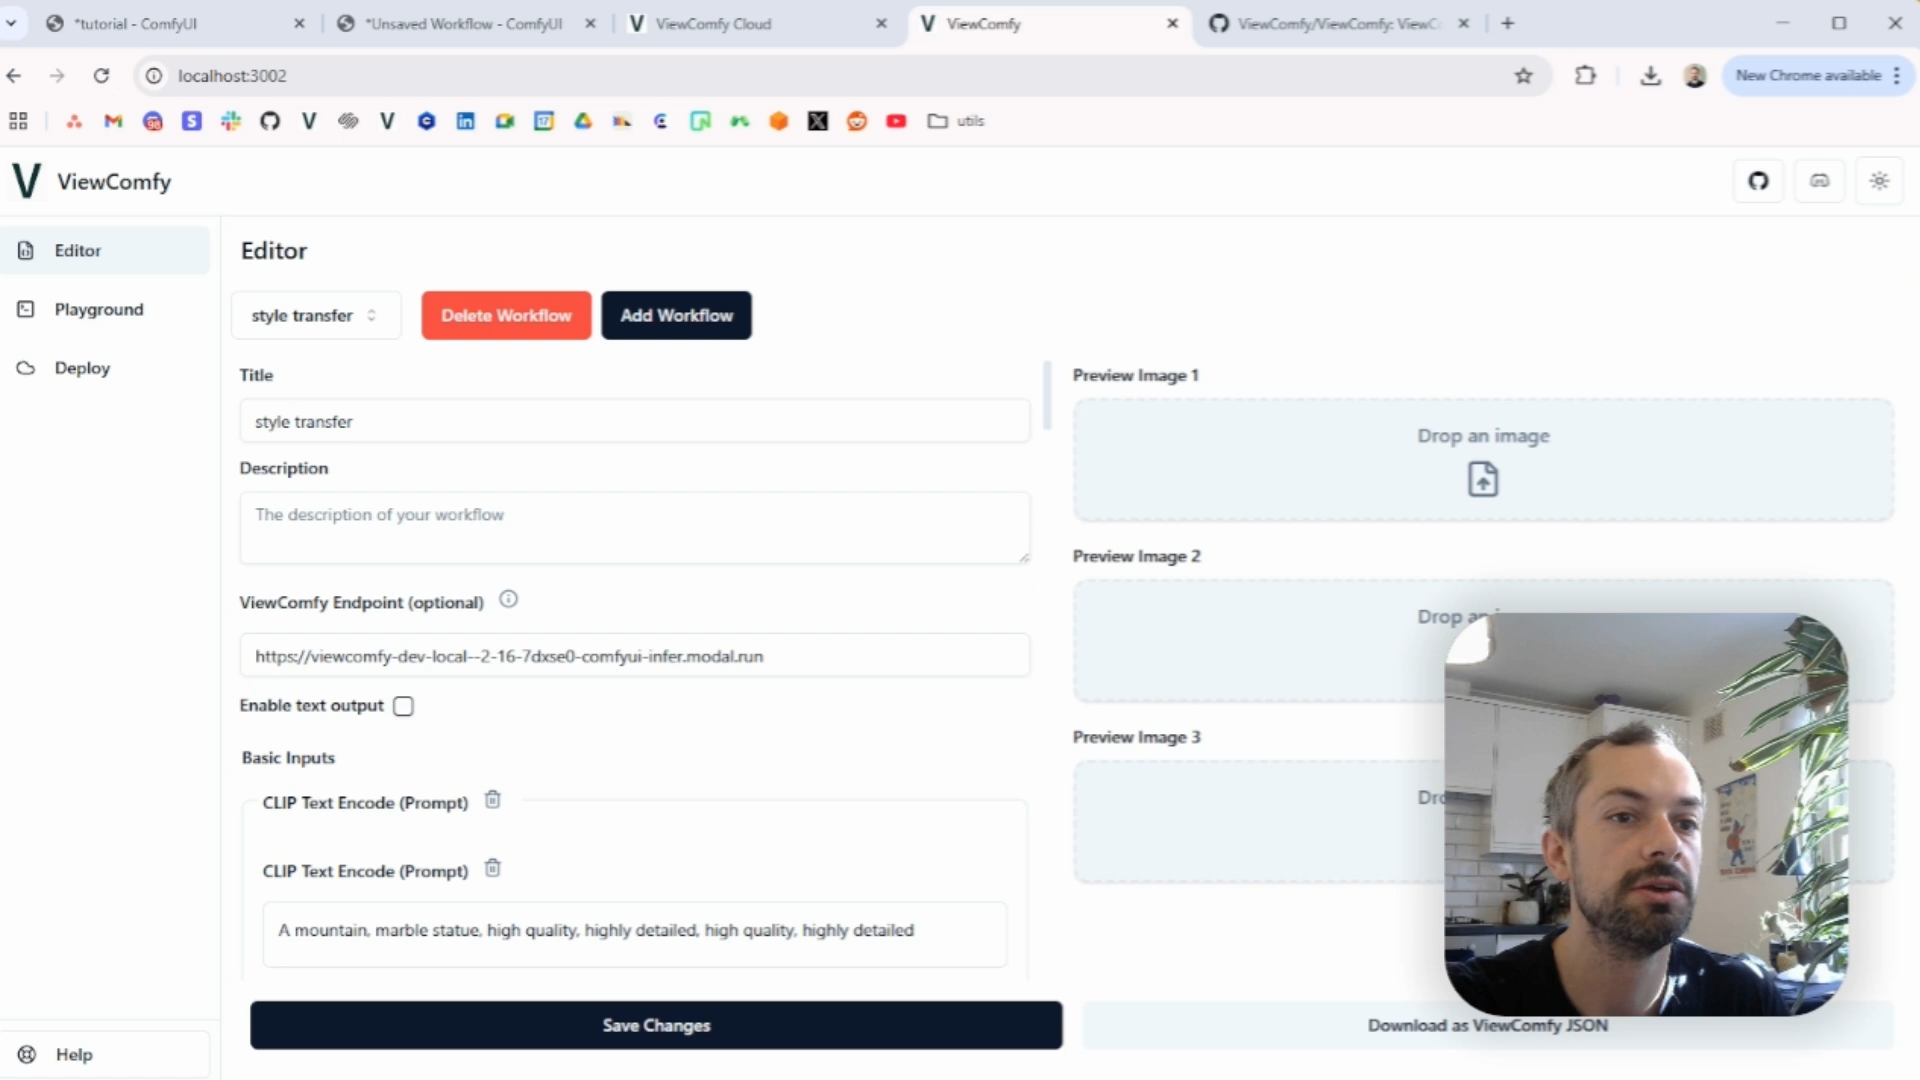 *tutorial - ComfyUI
*Unsaved Workflow - ComfyUI
ViewComfy Cloud
ViewComfy
ViewComfy/ViewComfy: ViewC
localhost:3002
New Chrome available
utils
ViewComfy
Editor
Playground
Deploy
Help
Editor
style transfer
Delete Workflow
Add Workflow
Title
style transfer
Description
The description of your workflow
ViewComfy Endpoint (optional)
https://viewcomfy-dev-local--2-16-7dxse0-comfyui-infer.modal.run
Enable text output
Basic Inputs
CLIP Text Encode (Prompt)
CLIP Text Encode (Prompt)
A mountain, marble statue, high quality, highly detailed, high quality, highly detailed
Save Changes
Preview Image 1
Drop an image
Preview Image 2
Drop an
Preview Image 3
Download as ViewComfy JSON